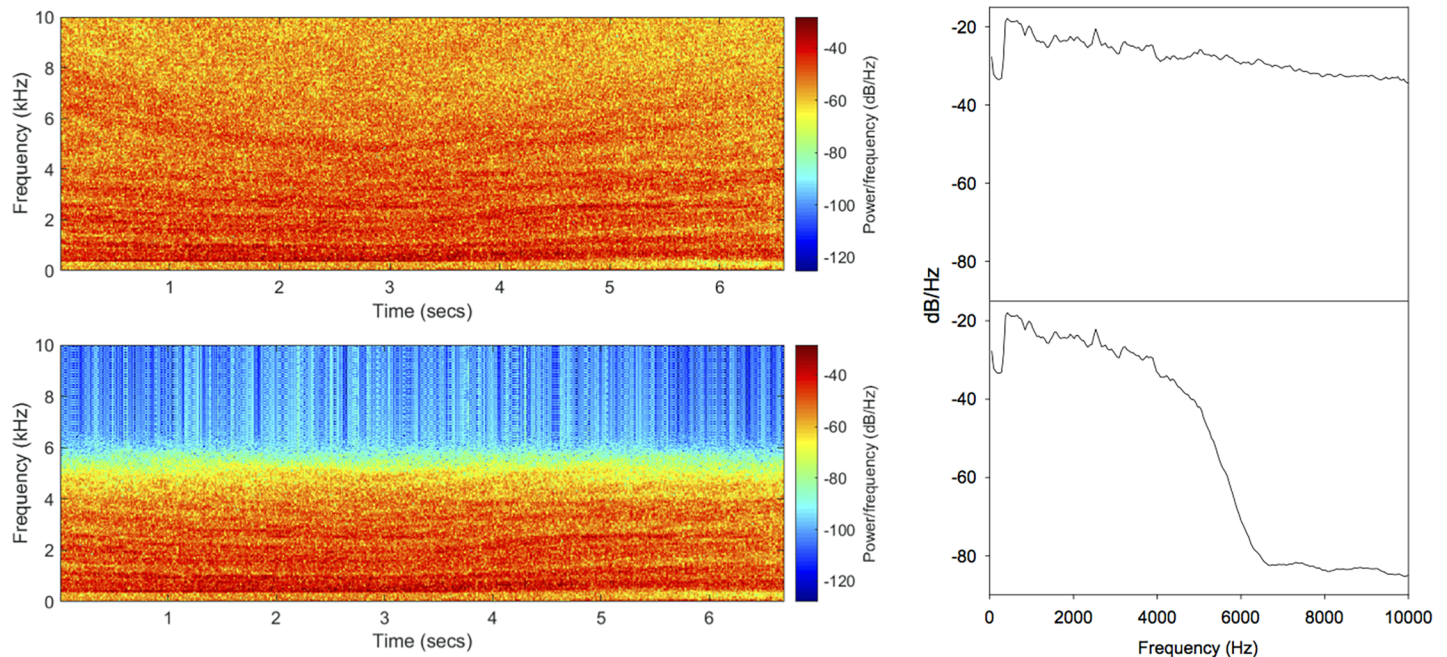 10
8
6
4
2
0
Frequency (kHz)
1 2 3 4 5 6
Time (secs)
-40
-60
-80
-100
-120
Power/frequency (dB/Hz)
10
8
6
4
2
0
Frequency (kHz)
1 2 3 4 5 6
Time (secs)
-40
-60
-80
-100
-120
Power/frequency (dB/Hz)
-20
-40
-60
-80
dB/Hz
-20
-40
-60
-80
0 2000 4000 6000 8000 10000
Frequency (Hz)